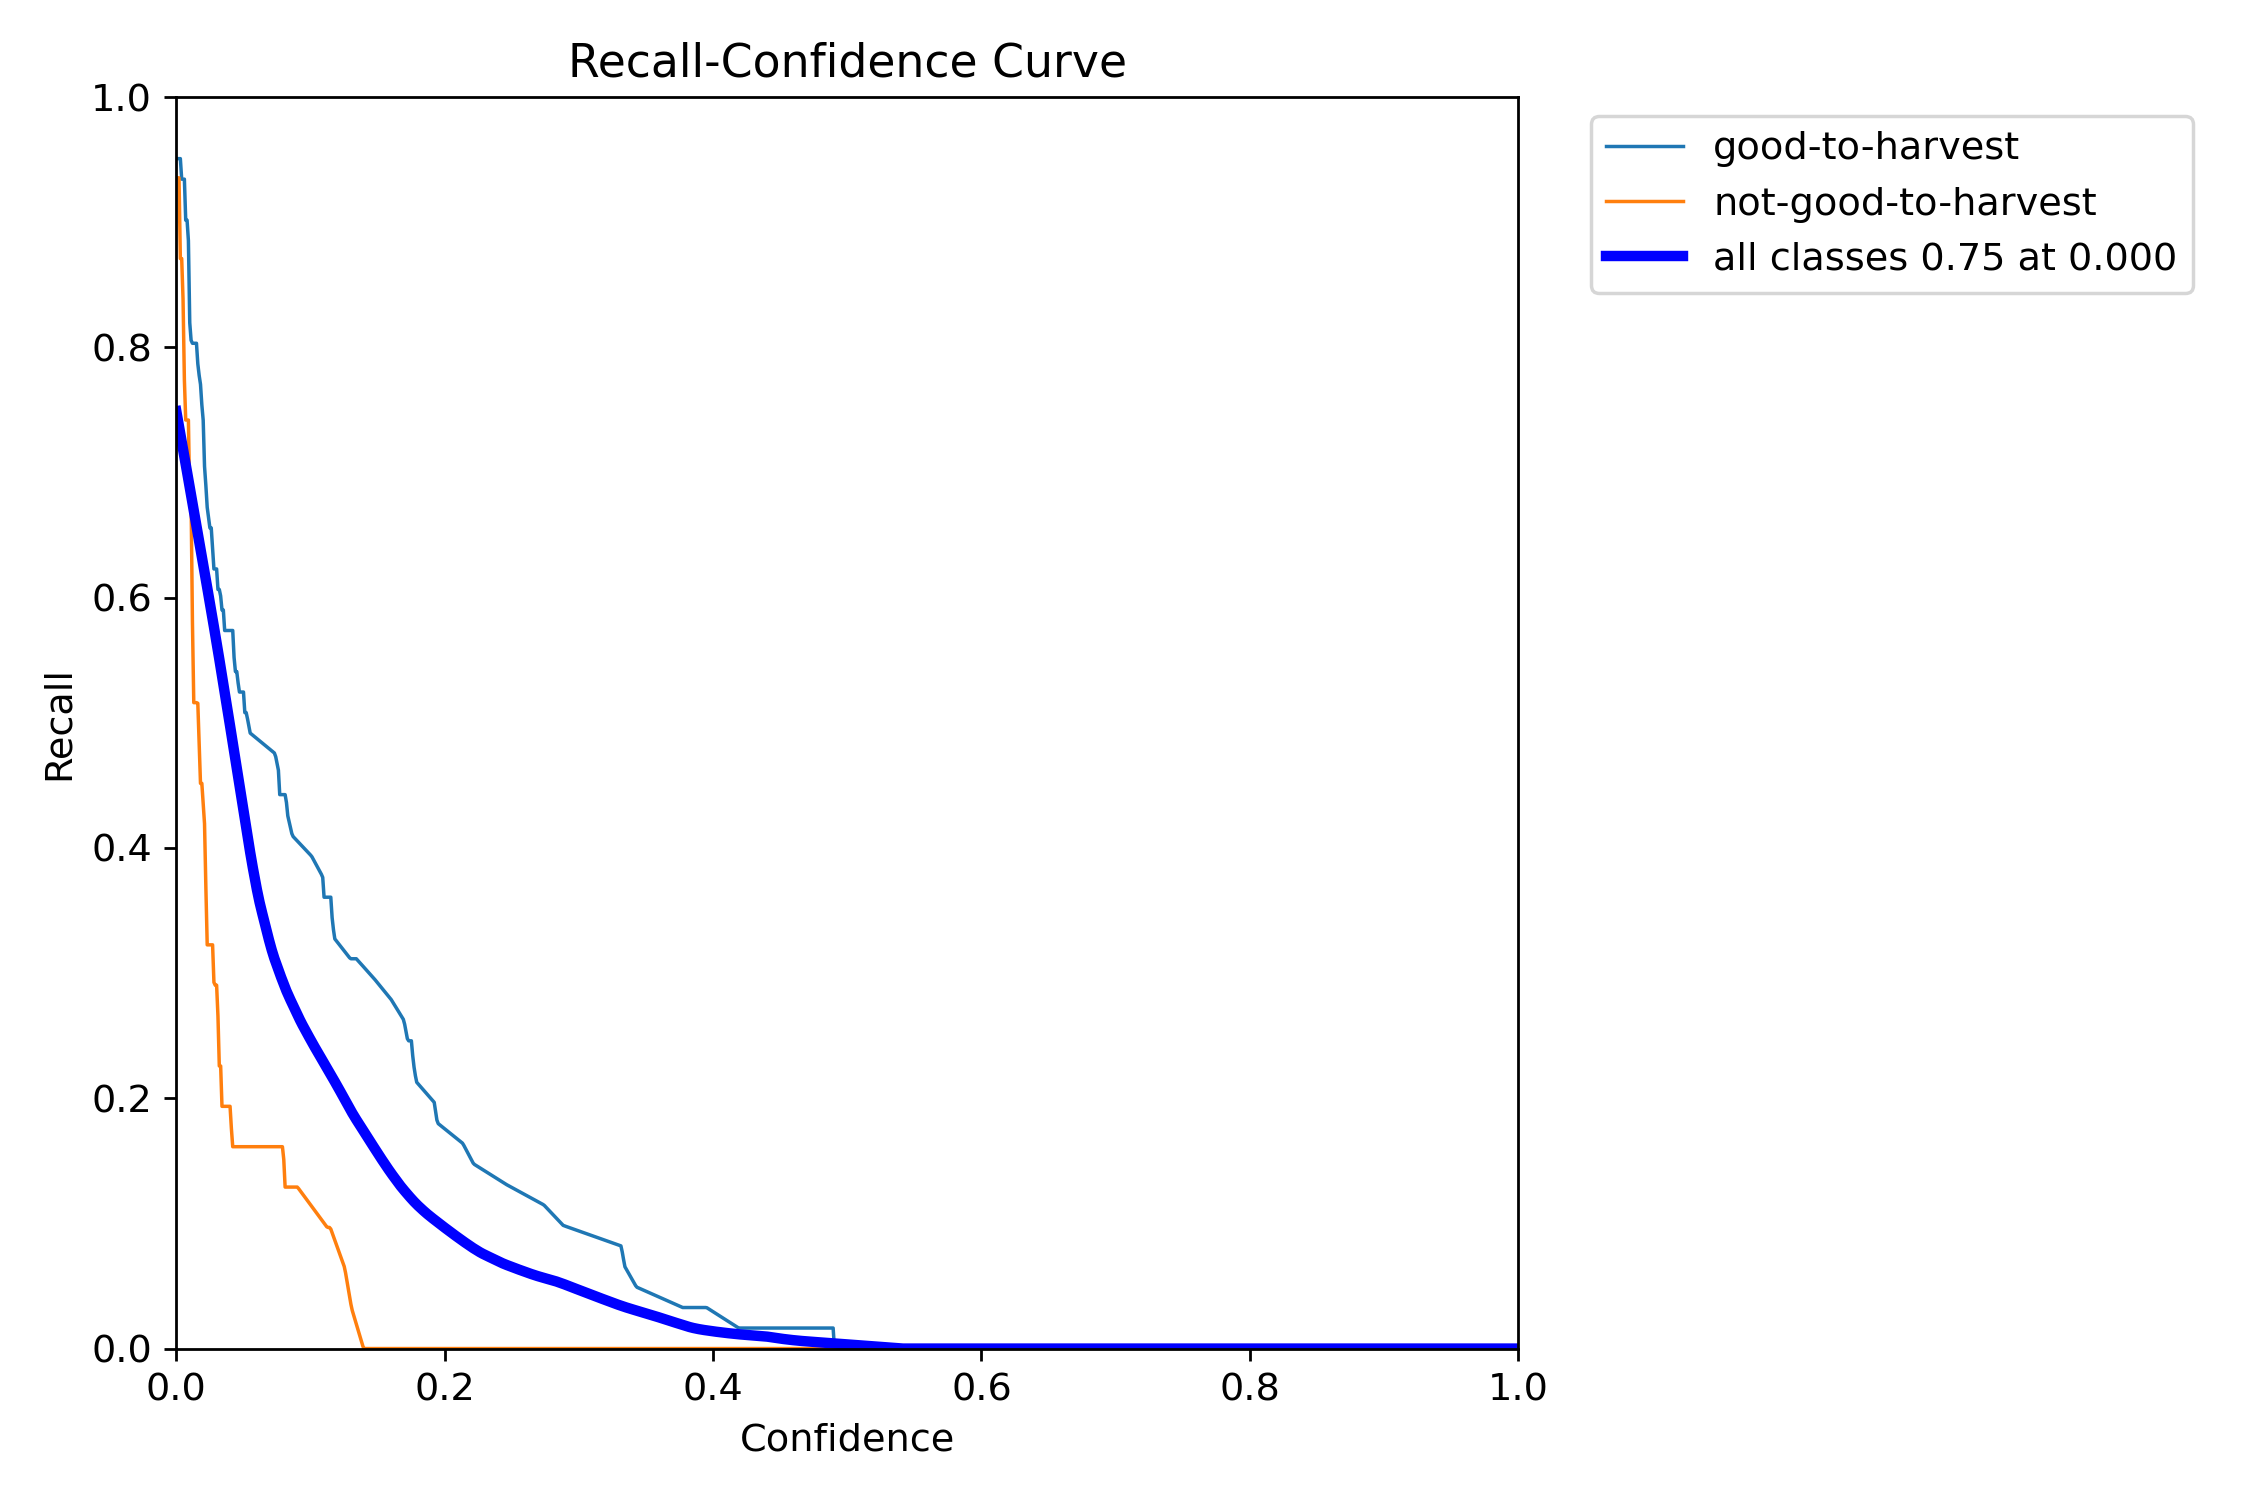 Recall-Confidence Curve
1.0
0.8
0.6
0.4
0.2
0.0
Recall
0.0 0.2 0.4 0.6 0.8 1.0
Confidence
good-to-harvest
not-good-to-harvest
all classes 0.75 at 0.000